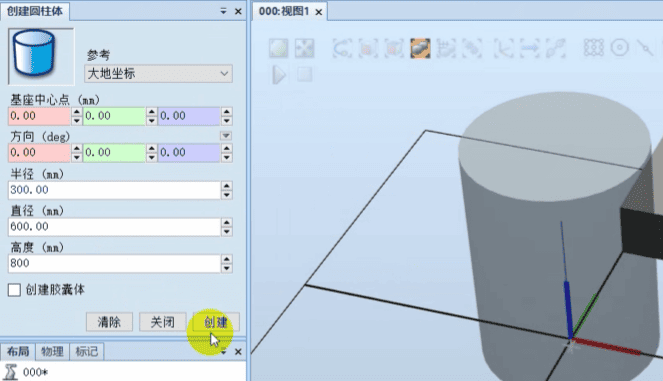 创建圆柱体
000:视图1
参考
大地坐标
基座中心点 (mm)
0.00 0.00 0.00
方向 (deg)
0.00 0.00 0.00
半径 (mm)
300.00
直径 (mm)
600.00
高度 (mm)
800
创建胶囊体
清除 关闭 创建
布局 物理 标记
000*